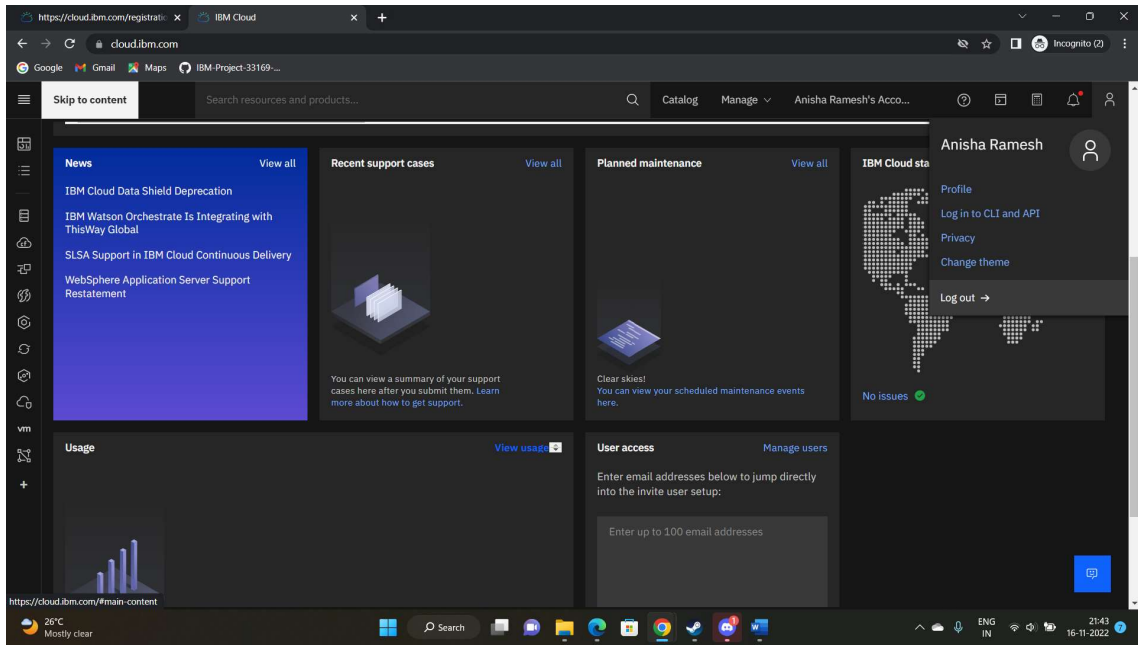 https://cloud.ibm.com/registratio
IBM Cloud
cloud.ibm.com
Incognito (2)
Google
Gmail
Maps
IBM-Project-33169-...
Skip to content
Search resources and products...
Catalog
Manage
Anisha Ramesh's Acco...
Anisha Ramesh
Profile
Log in to CLI and API
Privacy
Change theme
Log out →
News
View all
IBM Cloud Data Shield Deprecation
IBM Watson Orchestrate Is Integrating with
ThisWay Global
SLSA Support in IBM Cloud Continuous Delivery
WebSphere Application Server Support
Restatement
Recent support cases
View all
You can view a summary of your support
cases here after you submit them. Learn
more about how to get support.
Planned maintenance
View all
Clear skies!
You can view your scheduled maintenance events
here.
IBM Cloud sta
No issues
vm
Usage
View usage
User access
Manage users
Enter email addresses below to jump directly
into the invite user setup:
Enter up to 100 email addresses
https://cloud.ibm.com/#main-content
26°C
Mostly clear
Search
ENG
IN
21:43
16-11-2022
7